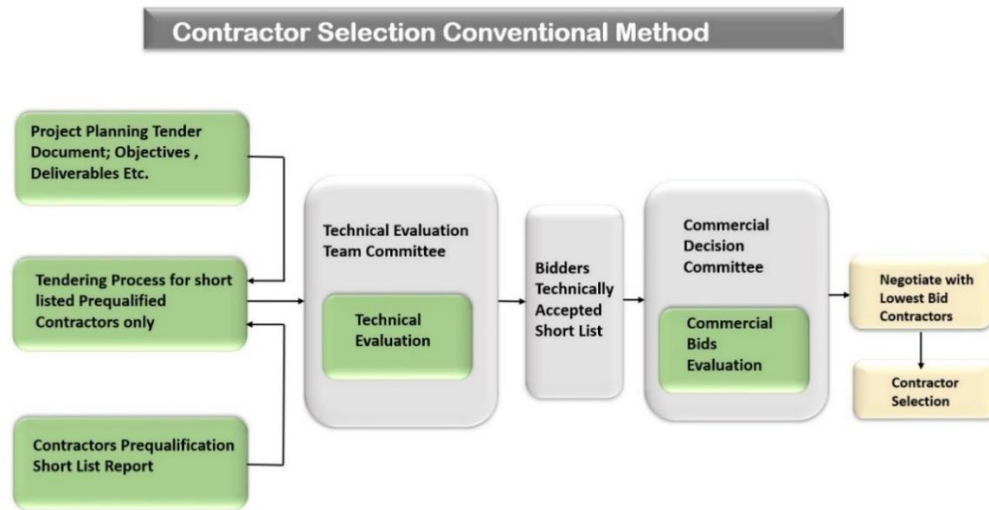 Contractor Selection Conventional Method
Project Planning Tender
Document; Objectives ,
Deliverables Etc.
Tendering Process for short
listed Prequalified
Contractors only
Contractors Prequalification
Short List Report
Technical Evaluation
Team Committee
Technical
Evaluation
Bidders
Technically
Accepted
Short List
Commercial
Decision
Committee
Commercial
Bids
Evaluation
Negotiate with
Lowest Bid
Contractors
Contractor
Selection